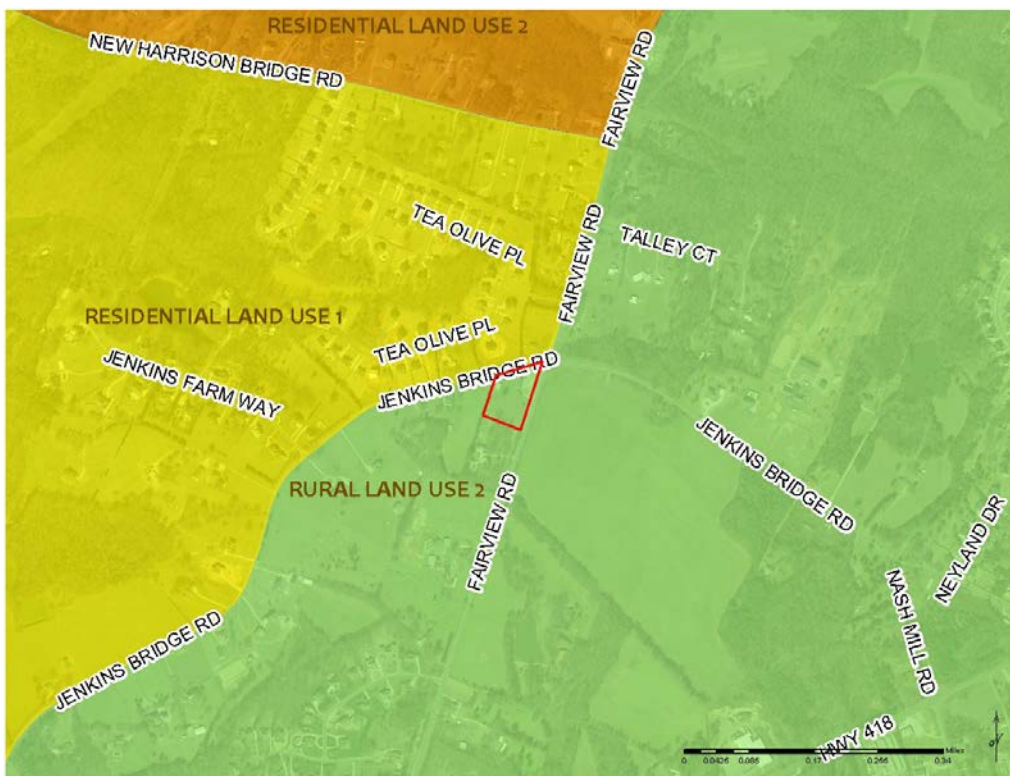 RESIDENTIAL LAND USE 2
NEW HARRISON BRIDGE RD
FAIRVIEW RD
TEA OLIVE PL
FAIRVIEW RD
TALLEY CT
RESIDENTIAL LAND USE 1
TEA OLIVE PL
JENKINS FARM WAY
JENKINS BRIDGE RD
RURAL LAND USE 2
JENKINS BRIDGE RD
FAIRVIEW RD
NEYLAND DR
NASH MILL RD
JENKINS BRIDGE RD
HWY 418
Miles
0 0.0425 0.085 0.17 0.255 0.34